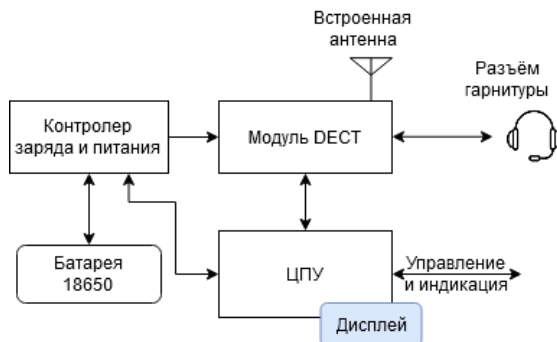 Встроенная
антенна
Разъём
гарнитуры
Контролер
заряда и питания
Модуль DECT
Батарея
18650
ЦПУ
Управление
и индикация
Дисплей